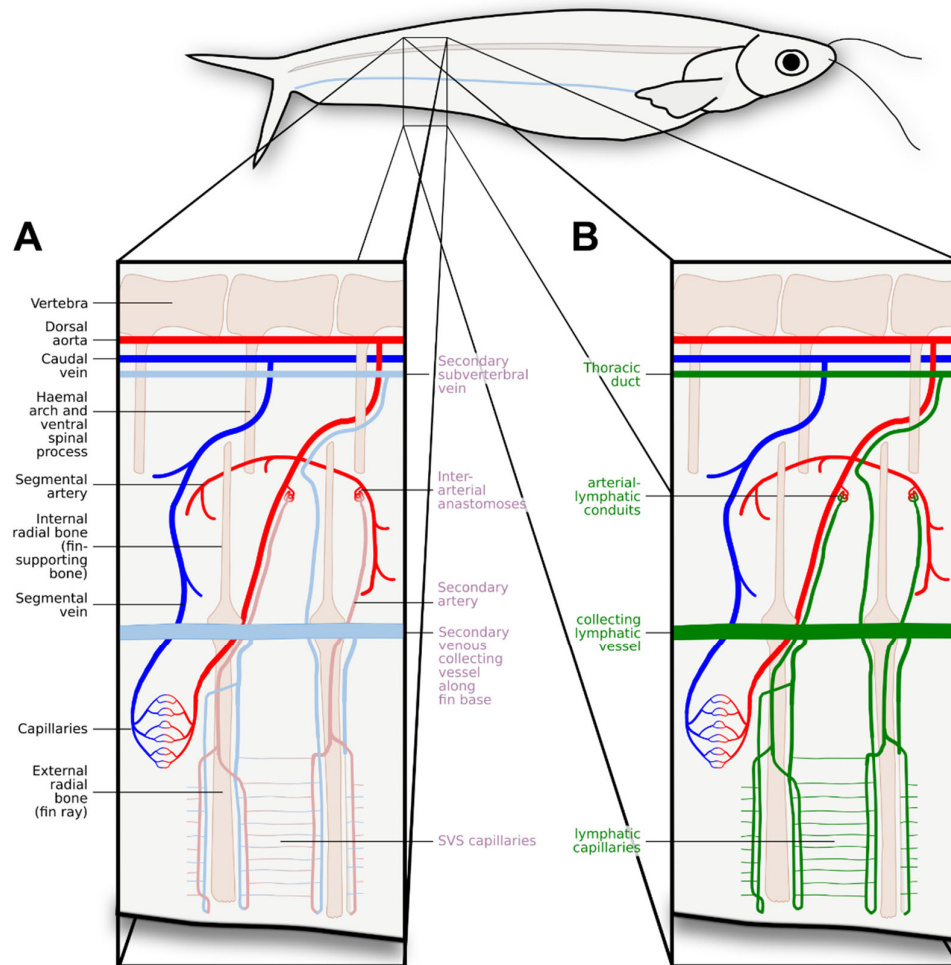 A
B
Vertebra
Dorsal
aorta
Caudal
vein
Haemal
arch and
ventral
spinal
process
Segmental
artery
Internal
radial bone
(fin-
supporting
bone)
Segmental
vein
Capillaries
External
radial
bone
(fin ray)
Secondary
subvertebral
vein
Inter-
arterial
anastomoses
Secondary
artery
Secondary
venous
collecting
vessel
along
fin base
SVS capillaries
Thoracic
duct
arterial-
lymphatic
conduits
collecting
lymphatic
vessel
lymphatic
capillaries